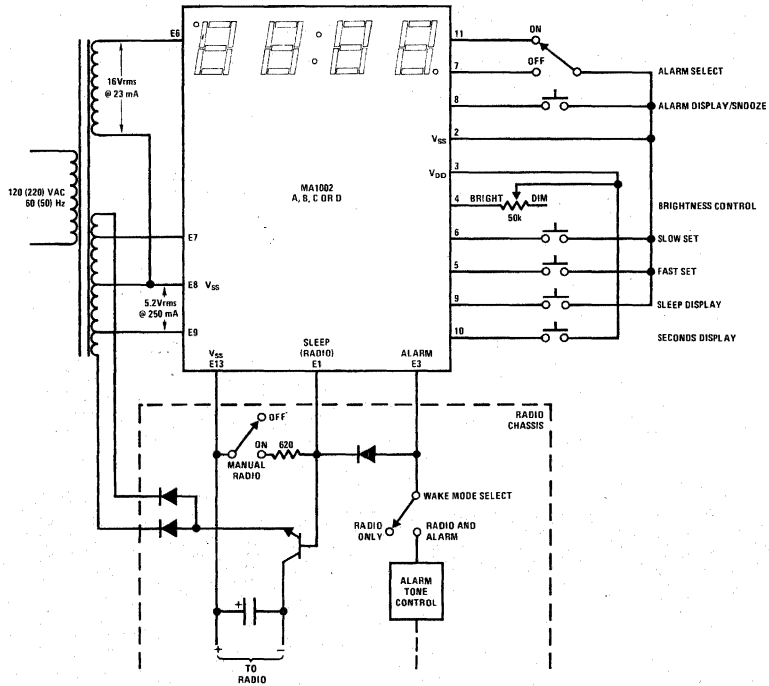 E6
11
ON
16Vrms
@ 23 mA
7
OFF
ALARM SELECT
8
ALARM DISPLAY/SNOOZE
VSS 2
VDD 3
120 (220) VAC
60 (50) Hz
MA1002
A, B, C OR D
4 BRIGHT DIM
50k
BRIGHTNESS CONTROL
E7
6
SLOW SET
5
FAST SET
E8 VSS
5.2Vrms
@ 250 mA
9
SLEEP DISPLAY
E9
10
SECONDS DISPLAY
VSS
E13
SLEEP
(RADIO)
E1
ALARM
E3
RADIO
CHASSIS
OFF
ON 620
MANUAL
RADIO
WAKE MODE SELECT
RADIO
ONLY
RADIO AND
ALARM
ALARM
TONE
CONTROL
+
+ −
TO
RADIO